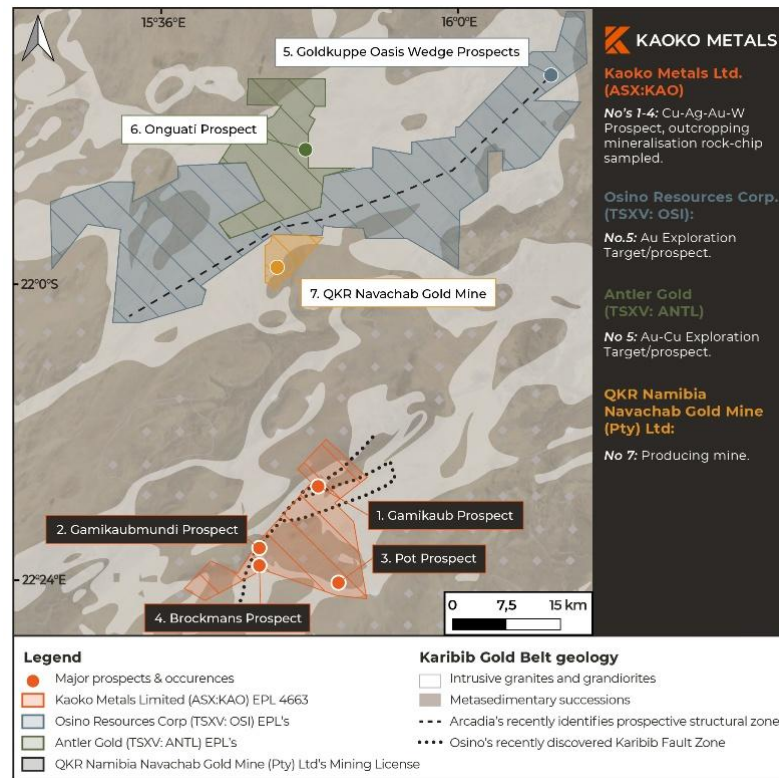 15°36'E
16°0'E
5. Goldkuppe Oasis Wedge Prospects
6. Onguati Prospect
22°0'S
7. QKR Navachab Gold Mine
1. Gamikaub Prospect
2. Gamikaubmundi Prospect
3. Pot Prospect
22°24'E
4. Brockmans Prospect
0 7,5 15 km
KAOKO METALS
Kaoko Metals Ltd.
(ASX:KAO)
No's 1-4: Cu-Ag-Au-W
Prospect, outcropping
mineralisation rock-chip
sampled.
Osino Resources Corp.
(TSXV: OSI):
No.5: Au Exploration
Target/prospect.
Antler Gold
(TSXV: ANTL)
No 5: Au-Cu Exploration
Target/prospect.
QKR Namibia
Navachab Gold Mine
(Pty) Ltd:
No 7: Producing mine.
Legend
Major prospects & occurences
Kaoko Metals Limited (ASX:KAO) EPL 4663
Osino Resources Corp (TSXV: OSI) EPL's
Antler Gold (TSXV: ANTL) EPL's
QKR Namibia Navachab Gold Mine (Pty) Ltd's Mining License
Karibib Gold Belt geology
Intrusive granites and grandiorites
Metasedimentary successions
Arcadia's recently identifies prospective structural zone
Osino's recently discovered Karibib Fault Zone